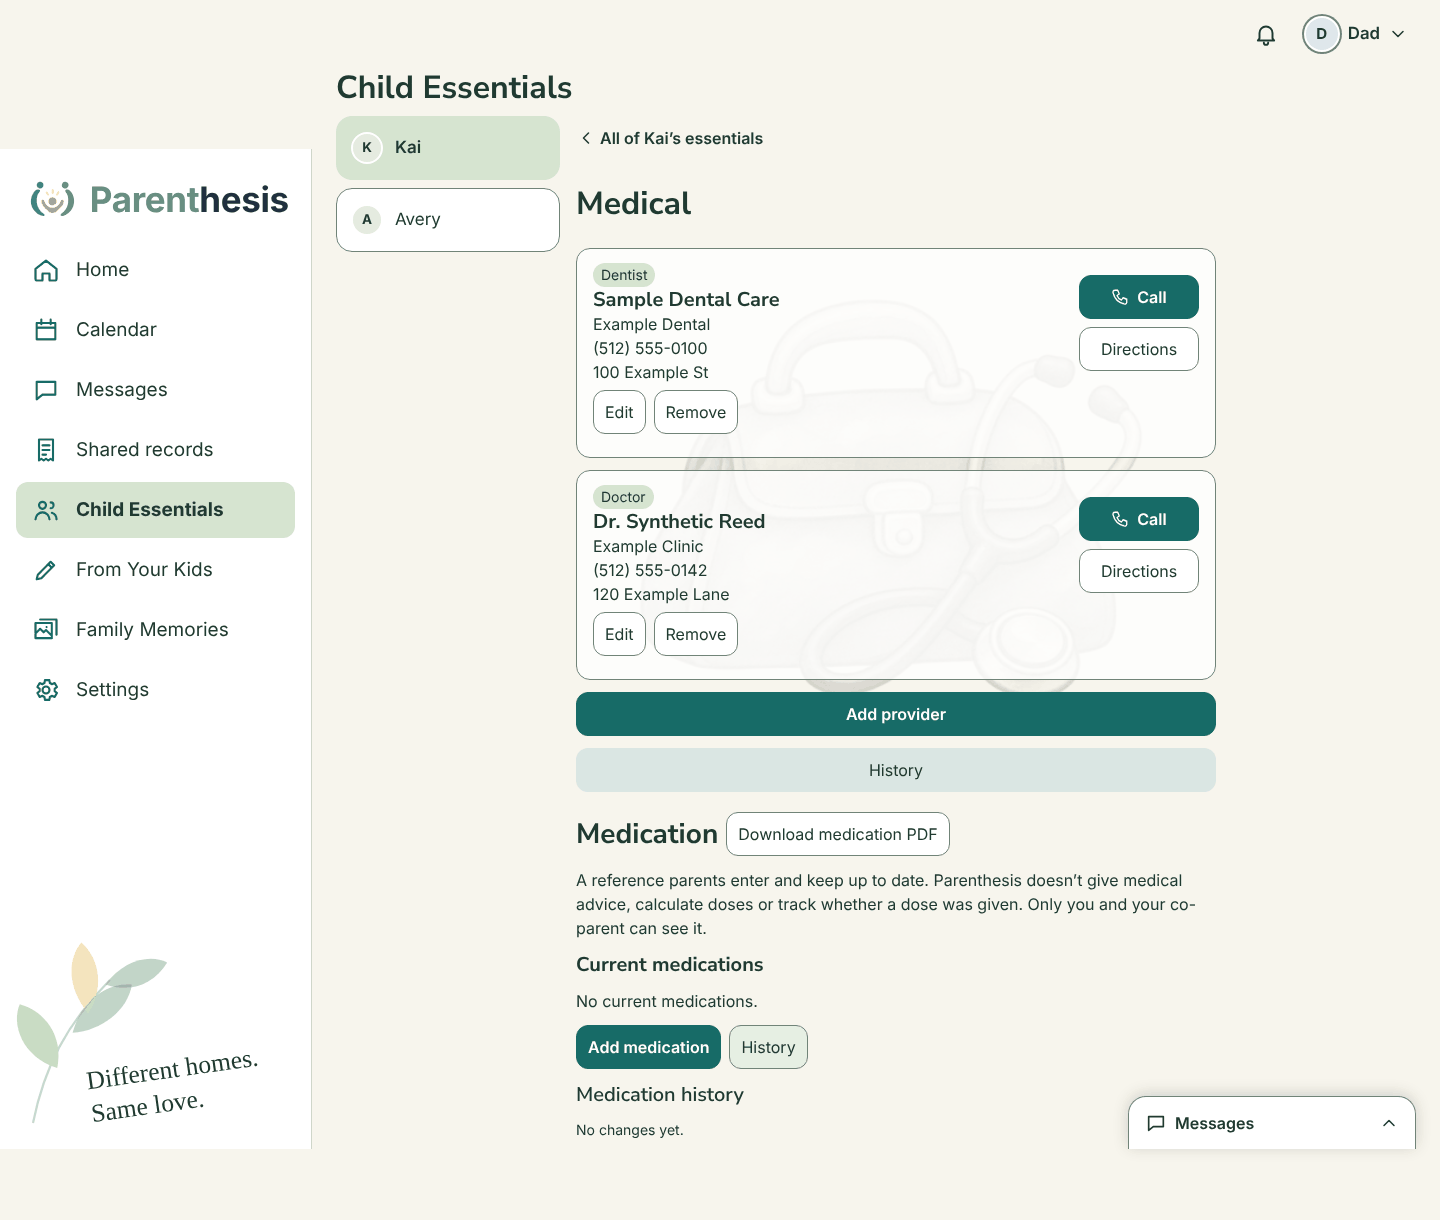 D Dad
Child Essentials
K Kai
A Avery
All of Kai’s essentials
Parenthesis
Home
Calendar
Messages
Shared records
Child Essentials
From Your Kids
Family Memories
Settings
Different homes.
Same love.
Medical
Dentist
Sample Dental Care
Example Dental
(512) 555-0100
100 Example St
Edit Remove
Call
Directions
Doctor
Dr. Synthetic Reed
Example Clinic
(512) 555-0142
120 Example Lane
Edit Remove
Call
Directions
Add provider
History
Medication Download medication PDF
A reference parents enter and keep up to date. Parenthesis doesn’t give medical
advice, calculate doses or track whether a dose was given. Only you and your co-
parent can see it.
Current medications
No current medications.
Add medication History
Medication history
No changes yet.
Messages